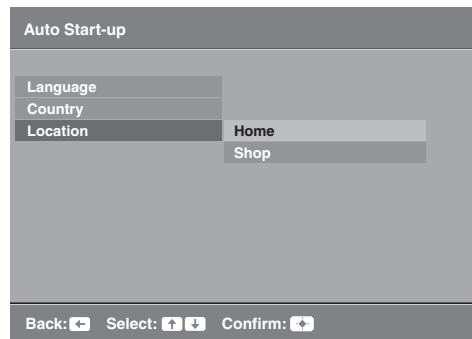 Auto Start-up
Language
Country
Location Home
Shop
Back: Select: Confirm: